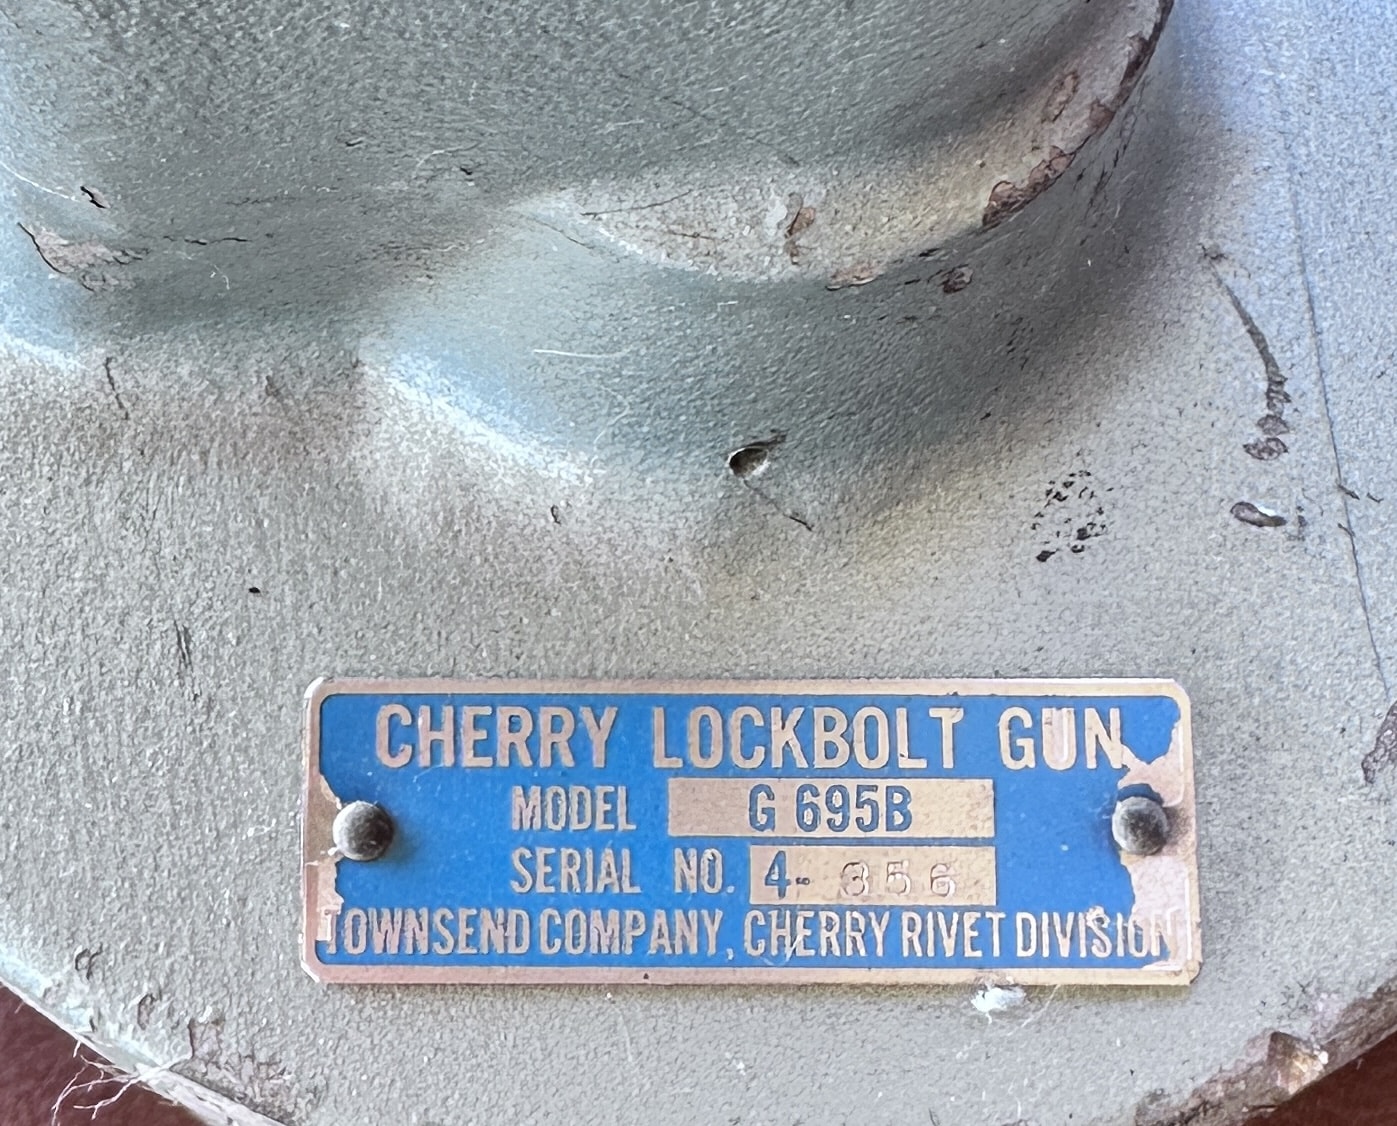 CHERRY LOCKBOLT GUN
MODEL G 695B
SERIAL NO. 4- 356
TOWNSEND COMPANY, CHERRY RIVET DIVISION